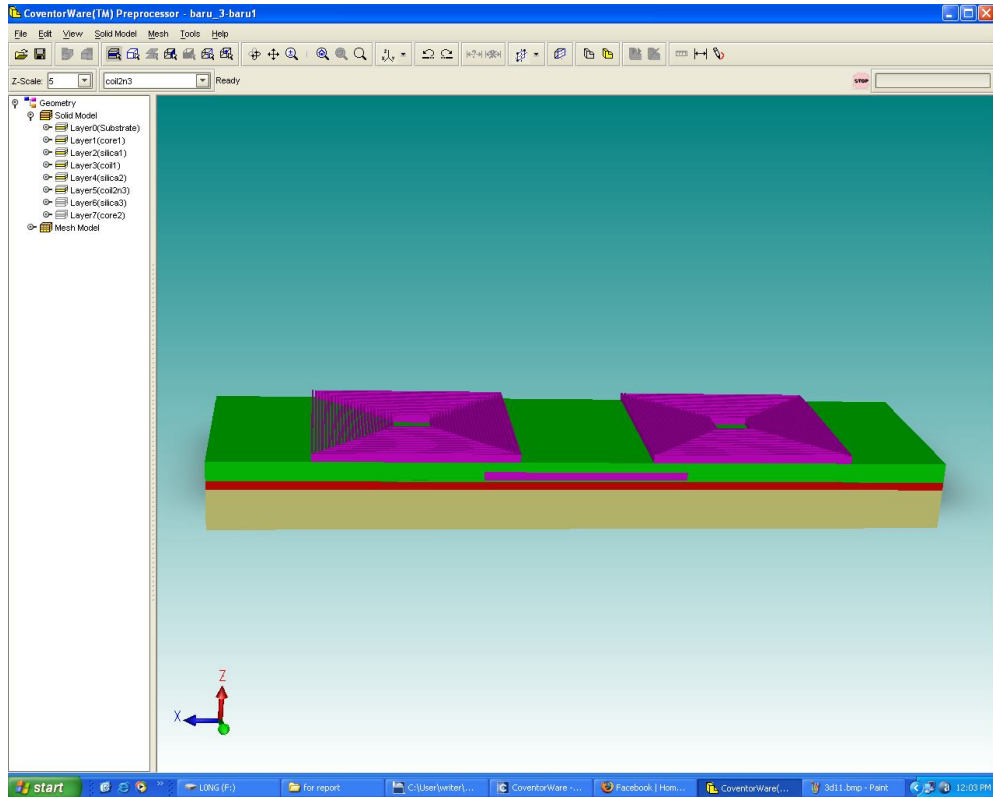 CoventorWare(TM) Preprocessor - baru_3-baru1
File Edit View Solid Model Mesh Tools Help
Z-Scale: 5 coil2n3 Ready STOP
Geometry
Solid Model
Layer0(Substrate)
Layer1(core1)
Layer2(silica1)
Layer3(coil1)
Layer4(silica2)
Layer5(coil2n3)
Layer6(silica3)
Layer7(core2)
Mesh Model
Z
X
start LONG (F:) for report C:\User\writer\... CoventorWare -... Facebook | Hom... CoventorWare(... 3d11.bmp - Paint 12:03 PM